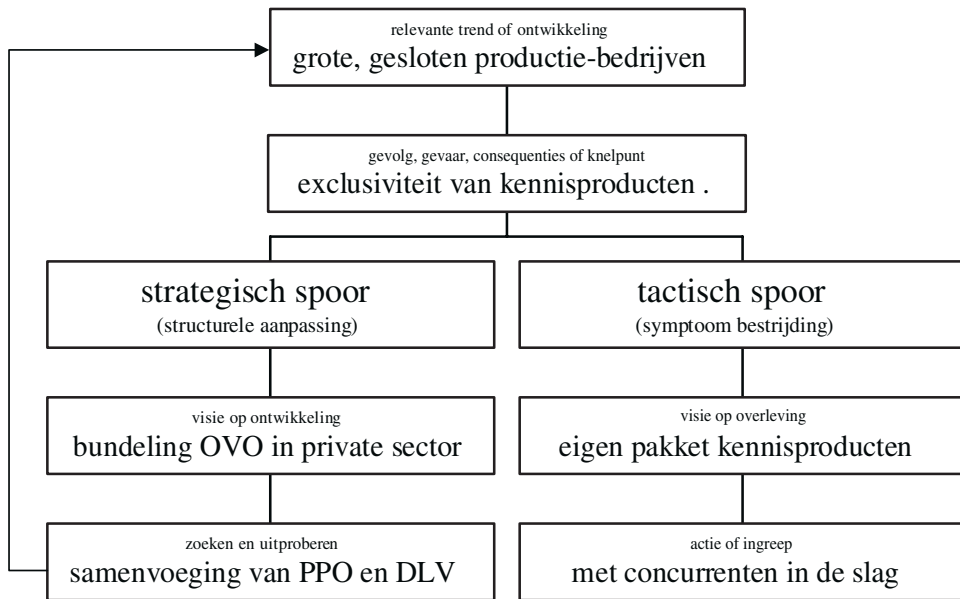 relevante trend of ontwikkeling
grote, gesloten productie-bedrijven
gevolg, gevaar, consequenties of knelpunt
exclusiviteit van kennisproducten .
strategisch spoor
(structurele aanpassing)
tactisch spoor
(symptoom bestrijding)
visie op ontwikkeling
bundeling OVO in private sector
visie op overleving
eigen pakket kennisproducten
zoeken en uitproberen
samenvoeging van PPO en DLV
actie of ingreep
met concurrenten in de slag